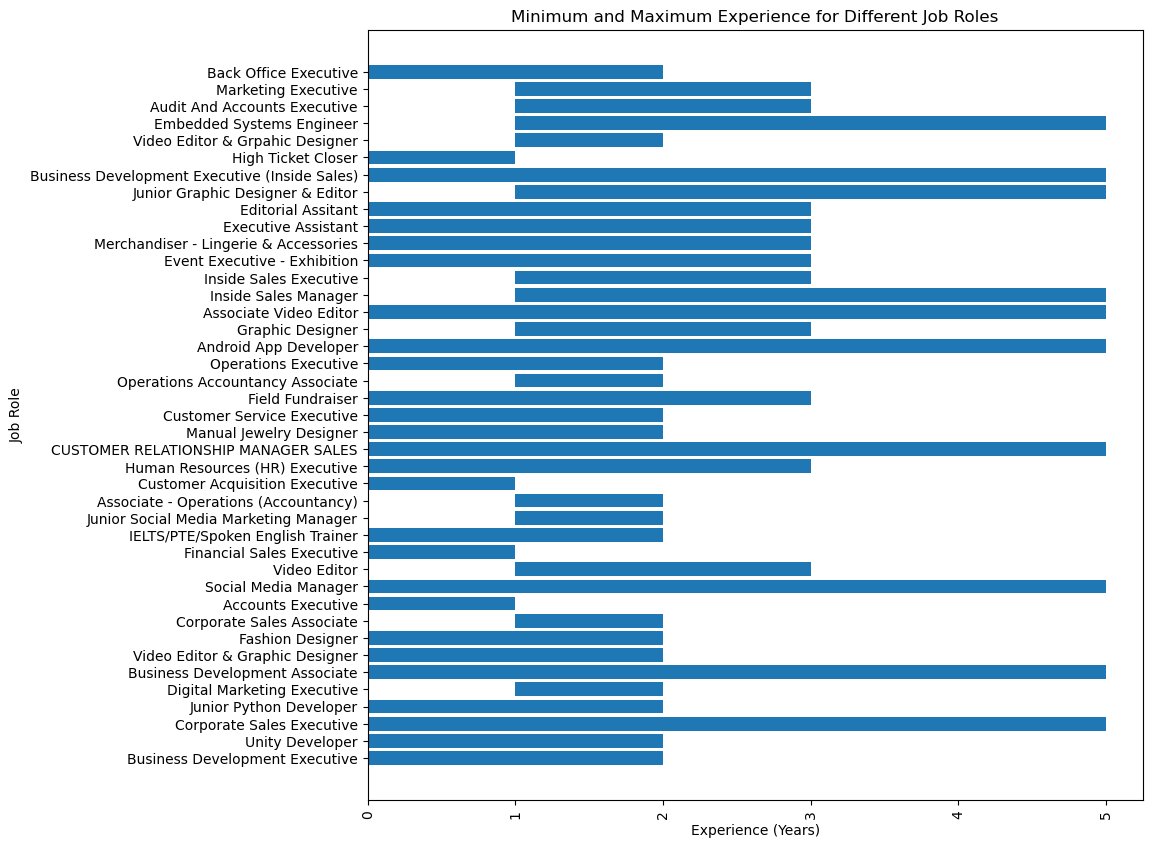 Minimum and Maximum Experience for Different Job Roles
Back Office Executive
Marketing Executive
Audit And Accounts Executive
Embedded Systems Engineer
Video Editor & Grpahic Designer
High Ticket Closer
Business Development Executive (Inside Sales)
Junior Graphic Designer & Editor
Editorial Assitant
Executive Assistant
Merchandiser - Lingerie & Accessories
Event Executive - Exhibition
Inside Sales Executive
Inside Sales Manager
Associate Video Editor
Graphic Designer
Android App Developer
Operations Executive
Operations Accountancy Associate
Field Fundraiser
Customer Service Executive
Manual Jewelry Designer
CUSTOMER RELATIONSHIP MANAGER SALES
Human Resources (HR) Executive
Customer Acquisition Executive
Associate - Operations (Accountancy)
Junior Social Media Marketing Manager
IELTS/PTE/Spoken English Trainer
Financial Sales Executive
Video Editor
Social Media Manager
Accounts Executive
Corporate Sales Associate
Fashion Designer
Video Editor & Graphic Designer
Business Development Associate
Digital Marketing Executive
Junior Python Developer
Corporate Sales Executive
Unity Developer
Business Development Executive
Job Role
0 1 2 3 4 5
Experience (Years)